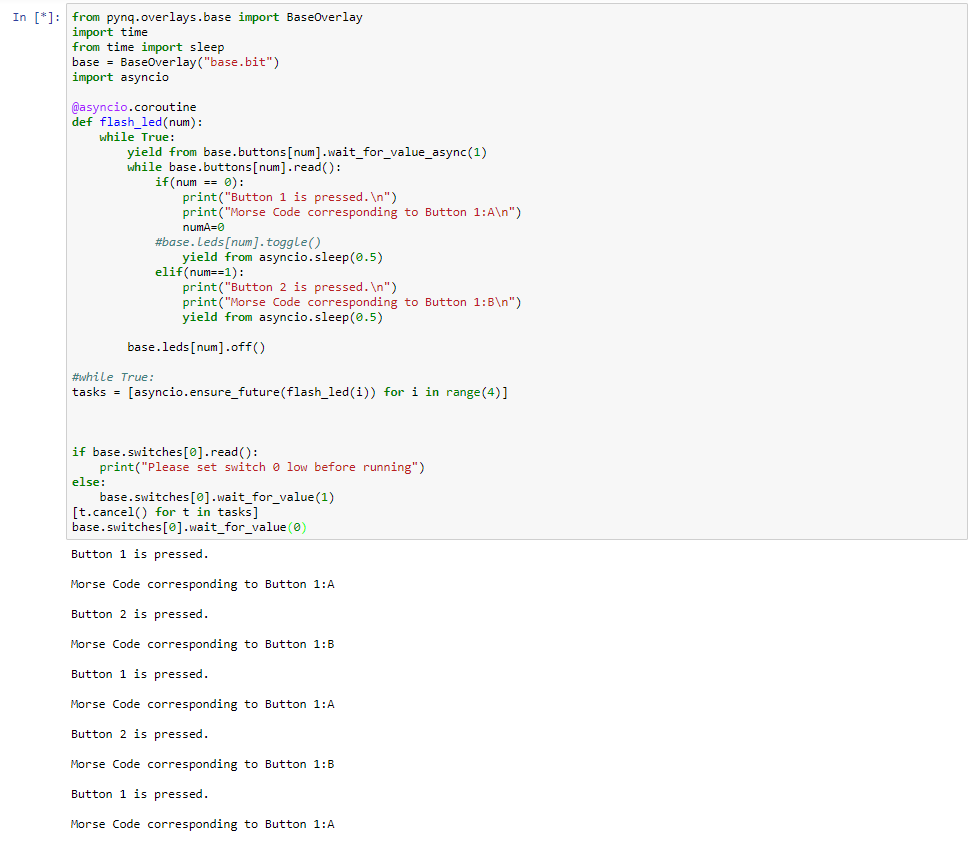 In [*]: from pynq.overlays.base import BaseOverlay
import time
from time import sleep
base = BaseOverlay("base.bit")
import asyncio

@asyncio.coroutine
def flash_led(num):
    while True:
        yield from base.buttons[num].wait_for_value_async(1)
        while base.buttons[num].read():
            if(num == 0):
                print("Button 1 is pressed.\n")
                print("Morse Code corresponding to Button 1:A\n")
                numA=0
            #base.leds[num].toggle()
                yield from asyncio.sleep(0.5)
            elif(num==1):
                print("Button 2 is pressed.\n")
                print("Morse Code corresponding to Button 1:B\n")
                yield from asyncio.sleep(0.5)

        base.leds[num].off()

#while True:
tasks = [asyncio.ensure_future(flash_led(i)) for i in range(4)]

if base.switches[0].read():
    print("Please set switch 0 low before running")
else:
    base.switches[0].wait_for_value(1)
[t.cancel() for t in tasks]
base.switches[0].wait_for_value(0)
Button 1 is pressed.
Morse Code corresponding to Button 1:A
Button 2 is pressed.
Morse Code corresponding to Button 1:B
Button 1 is pressed.
Morse Code corresponding to Button 1:A
Button 2 is pressed.
Morse Code corresponding to Button 1:B
Button 1 is pressed.
Morse Code corresponding to Button 1:A